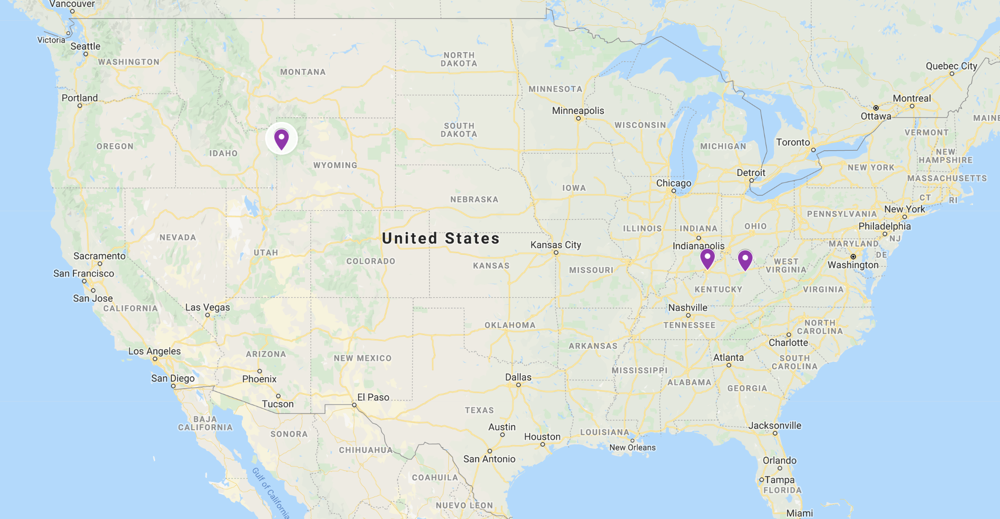 Vancouver
Victoria
Seattle
WASHINGTON
MONTANA
NORTH
DAKOTA
Quebec City
MINNESOTA
Portland
Montreal
Ottawa
Minneapolis
MAINE
SOUTH
DAKOTA
WISCONSIN
VERMONT
OREGON
IDAHO
Toronto
MICHIGAN
NEW
HAMPSHIRE
WYOMING
NEW YORK
Detroit
MASSACHUSETTS
Chicago
IOWA
NEBRASKA
CT
RI
New York
PENNSYLVANIA
Philadelphia
OHIO
ILLINOIS
INDIANA
NEVADA
United States
NJ
Kansas City
Indianapolis
MARYLAND
UTAH
DE
Sacramento
COLORADO
KANSAS
MISSOURI
WEST
VIRGINIA
Washington
San Francisco
KENTUCKY
VIRGINIA
San Jose
CALIFORNIA
Las Vegas
Nashville
OKLAHOMA
TENNESSEE
NORTH
CAROLINA
Charlotte
ARKANSAS
Los Angeles
ARIZONA
NEW MEXICO
Atlanta
SOUTH
CAROLINA
MISSISSIPPI
San Diego
Phoenix
Dallas
ALABAMA
GEORGIA
El Paso
Tucson
TEXAS
BAJA
CALIFORNIA
SONORA
Austin
Houston
LOUISIANA
Jacksonville
CHIHUAHUA
New Orleans
San Antonio
Orlando
Gulf of California
COAHUILA
Tampa
FLORIDA
NUEVO LEON
Miami